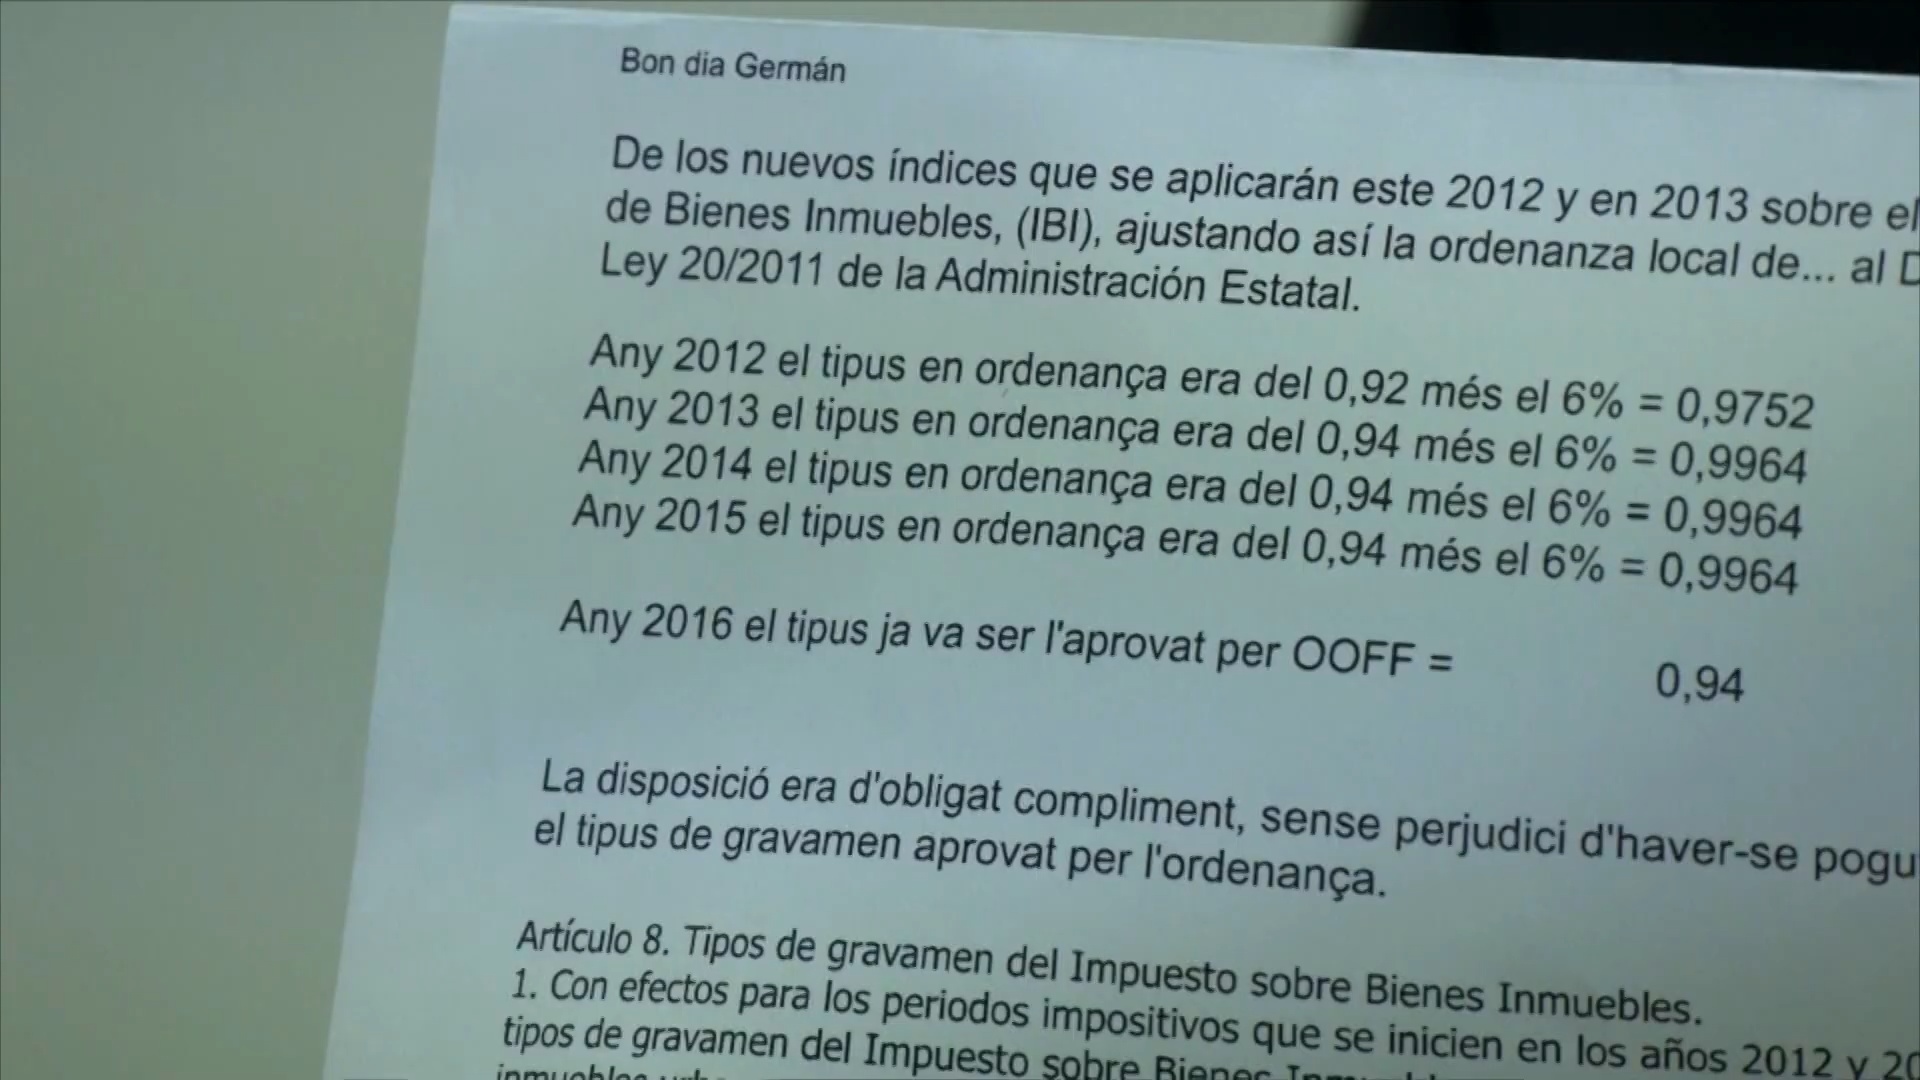 Bon dia Germán
De los nuevos índices que se aplicarán este 2012 y en 2013 sobre el
de Bienes Inmuebles, (IBI), ajustando así la ordenanza local de... al
Ley 20/2011 de la Administración Estatal.
Any 2012 el tipus en ordenança era del 0,92 més el 6% = 0,9752
Any 2013 el tipus en ordenança era del 0,94 més el 6% = 0,9964
Any 2014 el tipus en ordenança era del 0,94 més el 6% = 0,9964
Any 2015 el tipus en ordenança era del 0,94 més el 6% = 0,9964
Any 2016 el tipus ja va ser l'aprovat per OOFF = 0,94
La disposició era d'obligat compliment, sense perjudici d'haver-se
el tipus de gravamen aprovat per l'ordenança.
Artículo 8. Tipos de gravamen del Impuesto sobre Bienes Inmuebles.
1. Con efectos para los periodos impositivos que se inicien en los años 2012 y
tipos de gravamen del Impuesto sobre Bienes